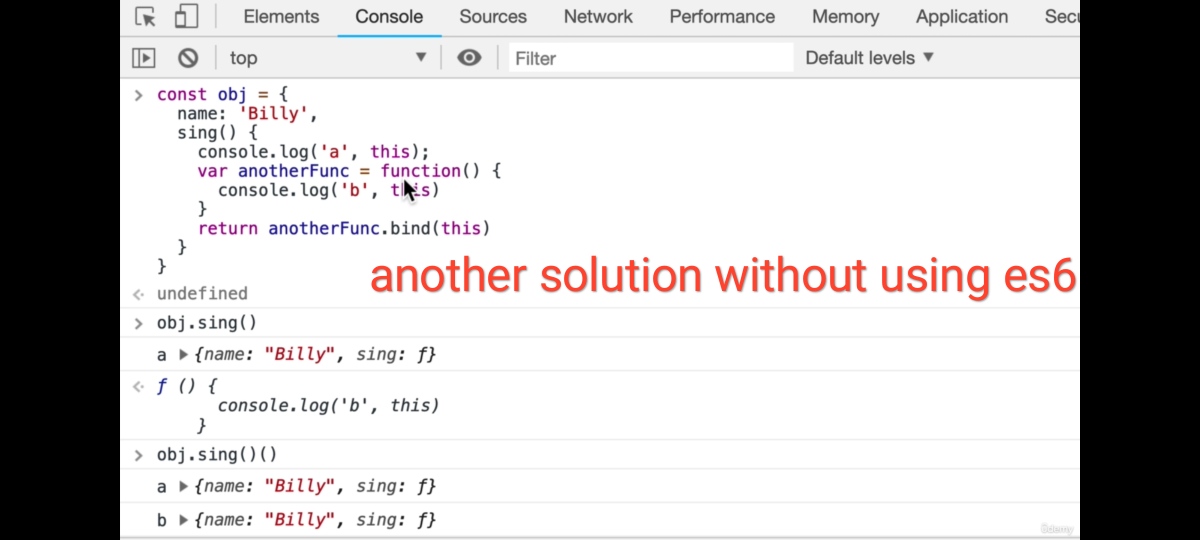 Elements Console Sources Network Performance Memory Application Secu
top Filter Default levels
const obj = {
name: 'Billy',
sing() {
console.log('a', this);
var anotherFunc = function() {
console.log('b', this)
}
return anotherFunc.bind(this)
}
}
another solution without using es6
undefined
obj.sing()
a {name: "Billy", sing: ƒ}
ƒ () {
console.log('b', this)
}
obj.sing()()
a {name: "Billy", sing: ƒ}
b {name: "Billy", sing: ƒ}
Udemy